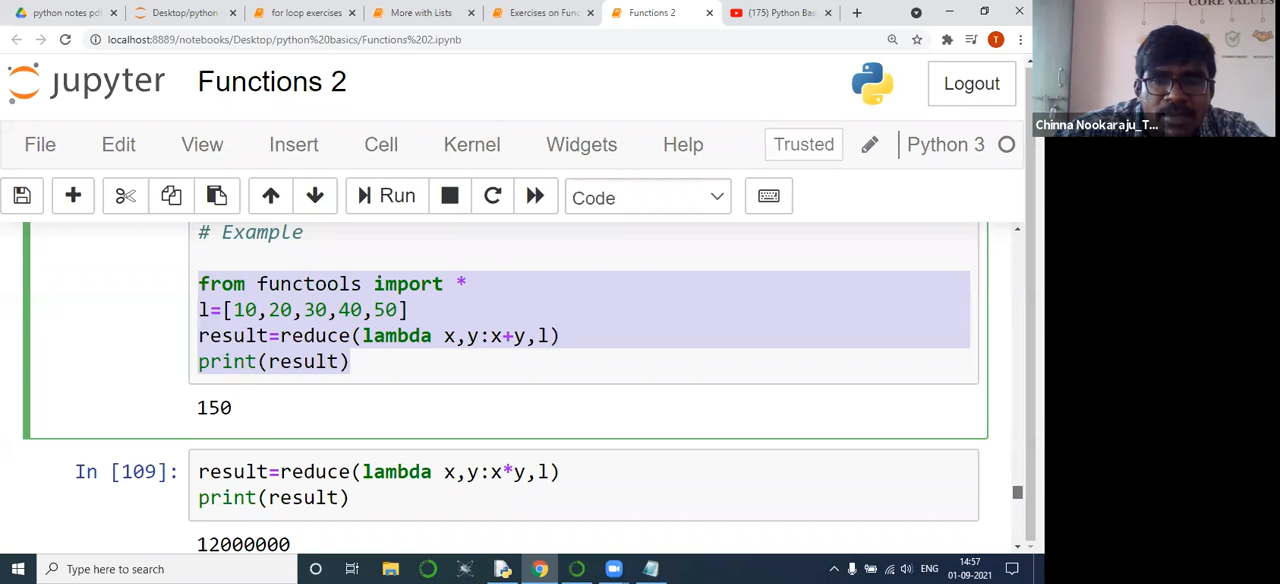 python notes pdf
Desktop/python
for loop exercises
More with Lists
Exercises on Func
Functions 2
(175) Python Bas
localhost:8889/notebooks/Desktop/python%20basics/Functions%202.ipynb
T
CORE VALUES
Chinna Nookaraju_T...
jupyter Functions 2
Logout
File Edit View Insert Cell Kernel Widgets Help Trusted Python 3
Run Code
# Example
from functools import *
l=[10,20,30,40,50]
result=reduce(lambda x,y:x+y,l)
print(result)
150
In [109]: result=reduce(lambda x,y:x*y,l)
print(result)
12000000
Type here to search
ENG
14:57
01-09-2021